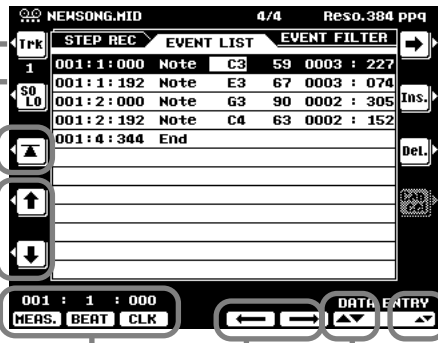 NEWSONG.MID 4/4 Reso.384 ppq
Trk STEP REC EVENT LIST EVENT FILTER
1
001:1:000 Note C3 59 0003 : 227
001:1:192 Note E3 67 0003 : 074
SO LO
001:2:000 Note G3 90 0002 : 305 Ins.
001:2:192 Note C4 63 0002 : 152
001:4:344 End
Del.
001 : 1 : 000 DATA ENTRY
MEAS. BEAT CLK